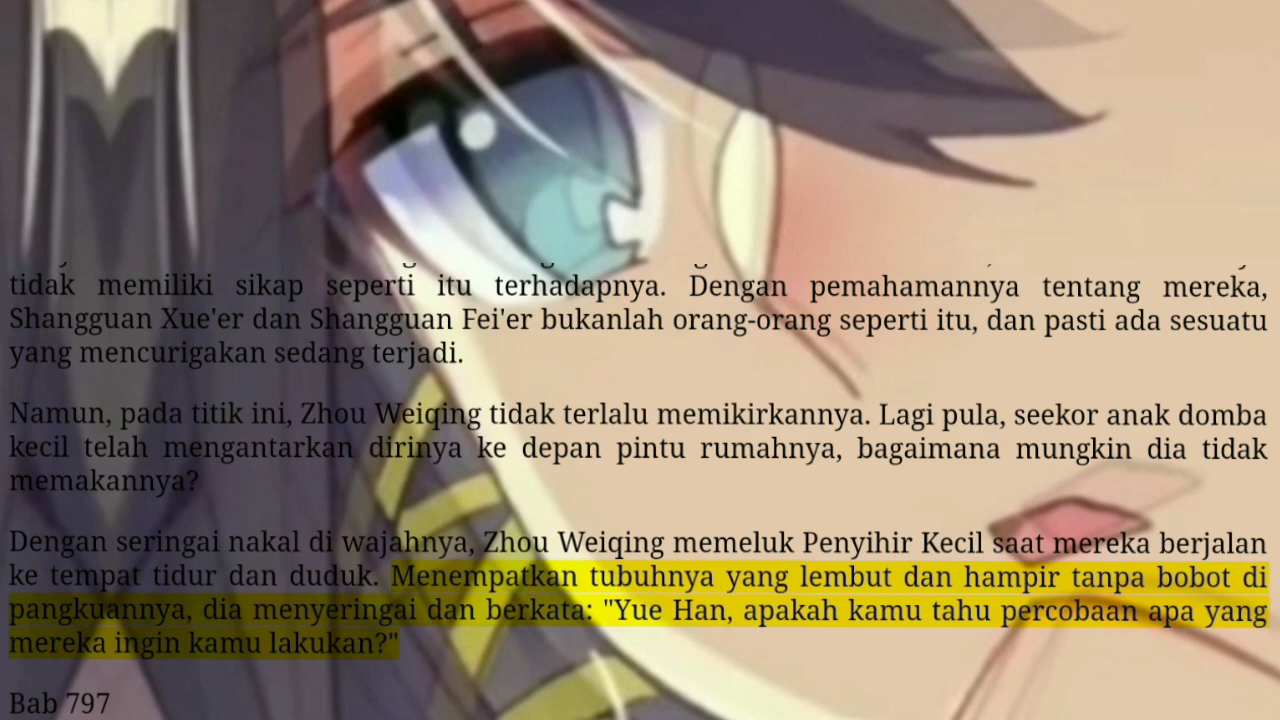 tidak memiliki sikap seperti itu terhadapnya. Dengan pemahamannya tentang mereka,
Shangguan Xue'er dan Shangguan Fei'er bukanlah orang-orang seperti itu, dan pasti ada sesuatu
yang mencurigakan sedang terjadi.
Namun, pada titik ini, Zhou Weiqing tidak terlalu memikirkannya. Lagi pula, seekor anak domba
kecil telah mengantarkan dirinya ke depan pintu rumahnya, bagaimana mungkin dia tidak
memakannya?
Dengan seringai nakal di wajahnya, Zhou Weiqing memeluk Penyihir Kecil saat mereka berjalan
ke tempat tidur dan duduk. Menempatkan tubuhnya yang lembut dan hampir tanpa bobot di
pangkuannya, dia menyeringai dan berkata: "Yue Han, apakah kamu tahu percobaan apa yang
mereka ingin kamu lakukan?"
Bab 797